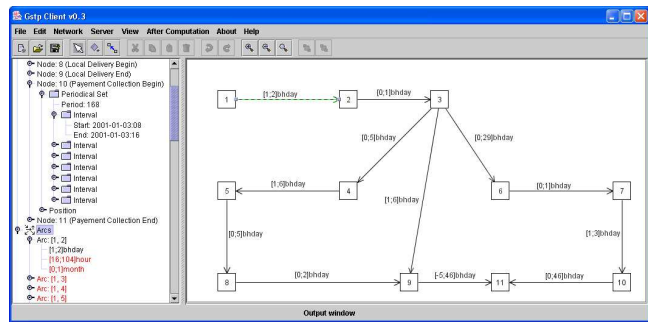 Gstp Client v0.3
File Edit Network Server View After Computation About Help
Node: 8 (Local Delivery Begin)
Node: 9 (Local Delivery End)
Node: 10 (Payement Collection Begin)
Periodical Set
Period: 168
Interval
Start: 2001-01-03:08
End: 2001-01-03:16
Interval
Interval
Interval
Interval
Interval
Position
Node: 11 (Payement Collection End)
Arcs
Arc: [1, 2]
[1;2]bhday
[16;104]hour
[0;1]month
Arc: [1, 3]
Arc: [1, 4]
Arc: [1, 5]
1 [1;2]bhday 2 [0;1]bhday 3
[0;5]bhday [0;29]bhday
5 [1;6]bhday 4 [1;6]bhday 6 [0;1]bhday 7
[0;5]bhday [1;3]bhday
8 [0;2]bhday 9 [-5;46]bhday 11 [0;46]bhday 10
Output window